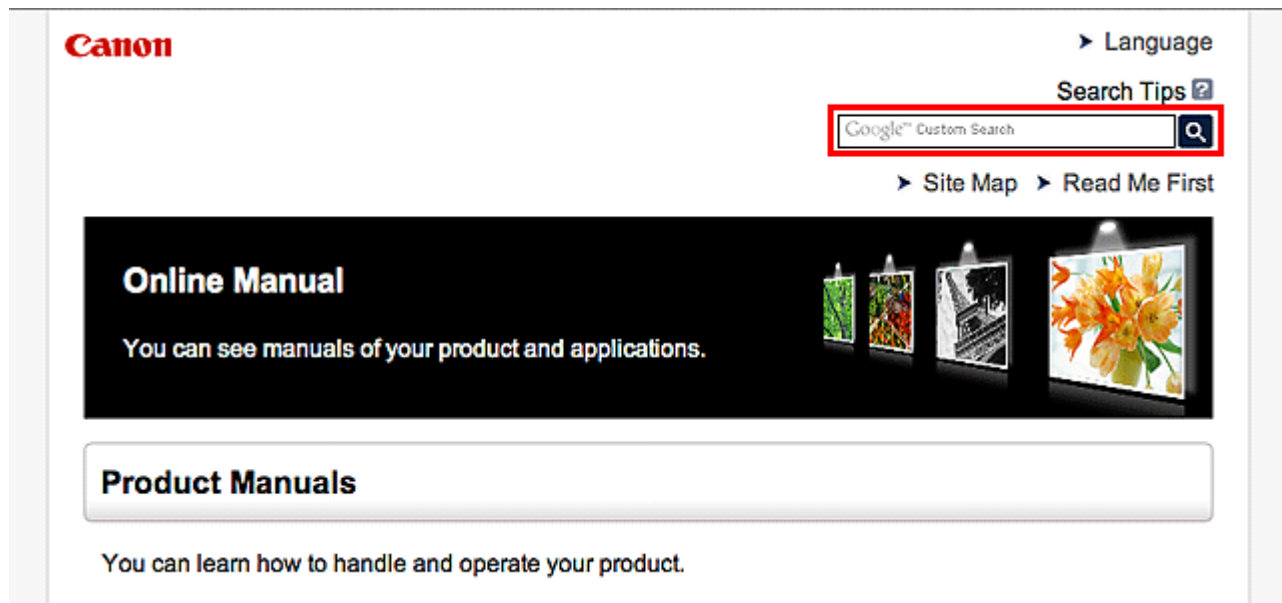 Canon
Language
Search Tips ?
Google™ Custom Search
Site Map Read Me First
Online Manual
You can see manuals of your product and applications.
Product Manuals
You can learn how to handle and operate your product.